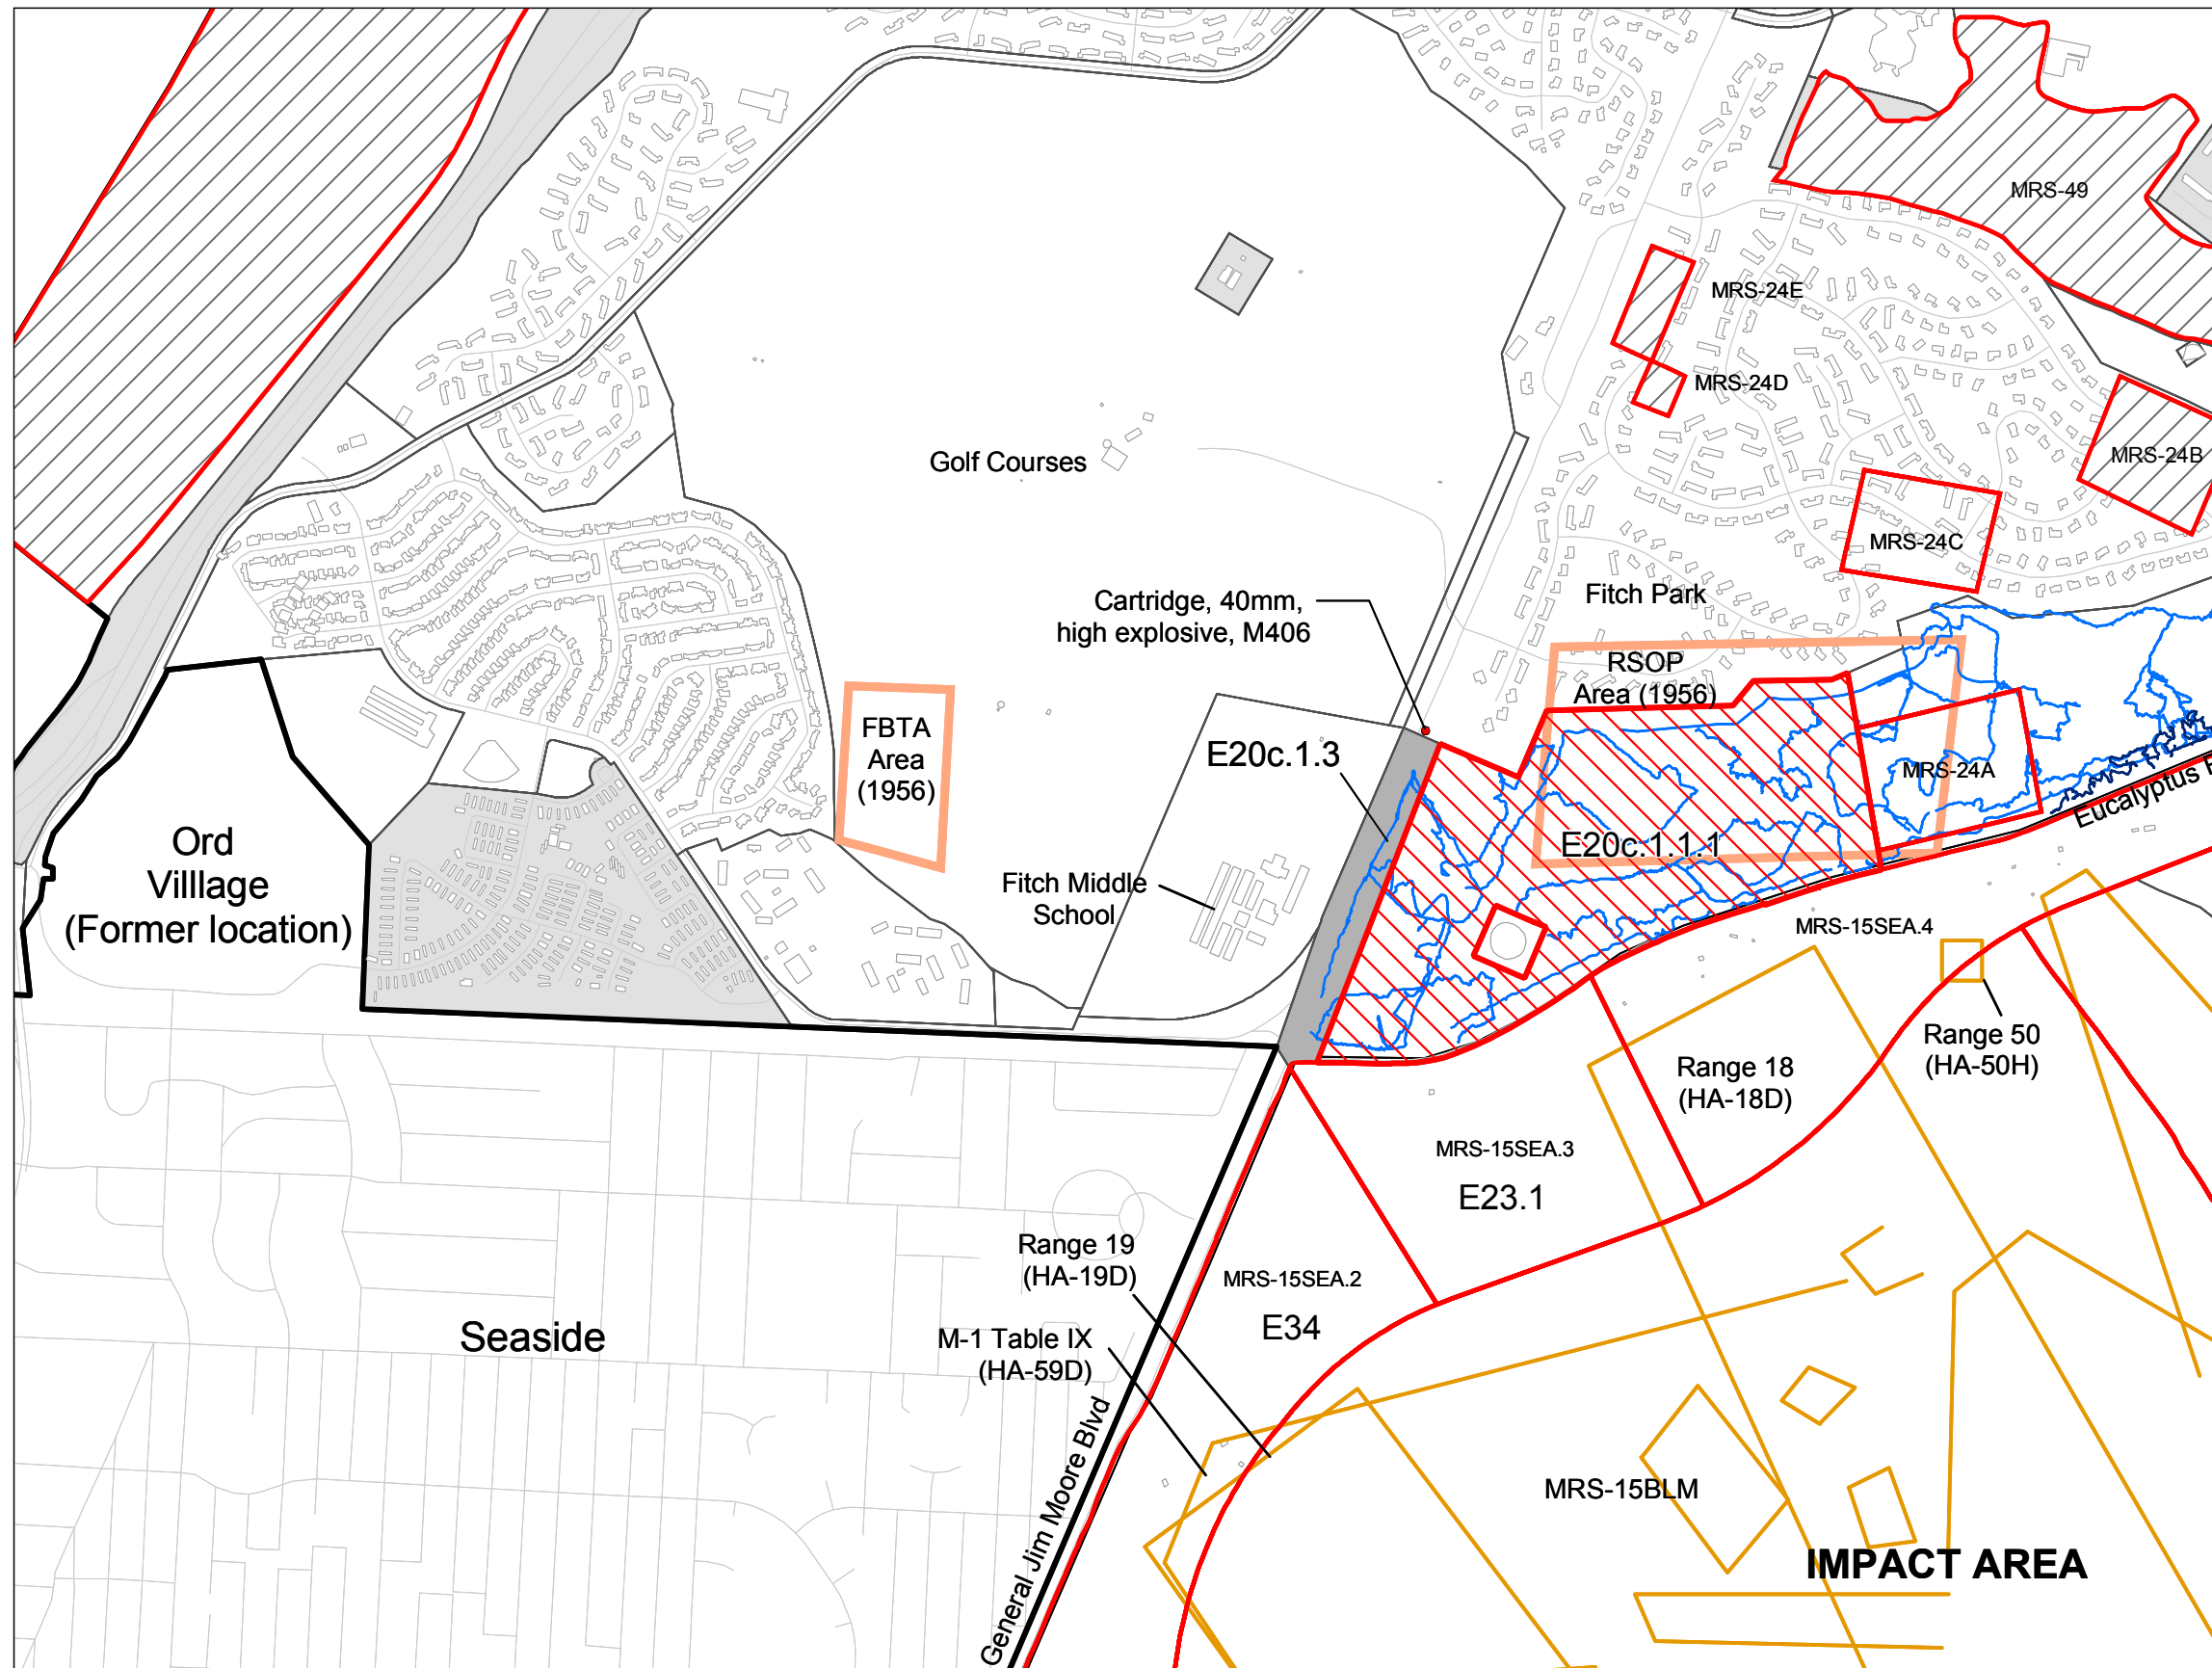 MRS-49
MRS-24E
MRS-24D
MRS-24B
Golf Courses
MRS-24C
Fitch Park
Cartridge, 40mm,
high explosive, M406
RSOP
Area (1956)
FBTA
Area
(1956)
E20c.1.3
MRS-24A
Eucalyptus
E20c.1.1.1
Ord
Villlage
(Former location)
Fitch Middle
School
MRS-15SEA.4
Range 50
(HA-50H)
Range 18
(HA-18D)
MRS-15SEA.3
E23.1
Range 19
(HA-19D)
MRS-15SEA.2
E34
Seaside
M-1 Table IX
(HA-59D)
General Jim Moore Blvd
MRS-15BLM
IMPACT AREA